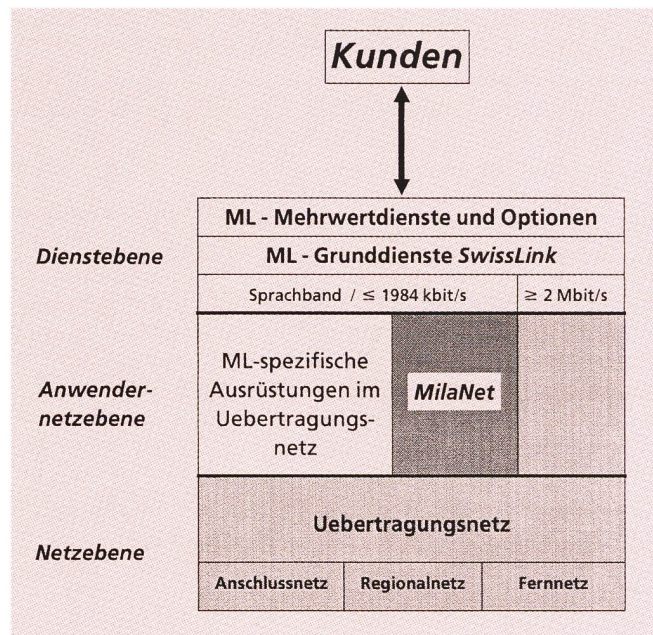 Kunden
Dienstebene
ML - Mehrwertdienste und Optionen
ML - Grunddienste SwissLink
Sprachband / ≤ 1984 kbit/s
≥ 2 Mbit/s
Anwender-
netzebene
ML-spezifische
Ausrüstungen im
Uebertragungs-
netz
MilaNet
Netzebene
Uebertragungsnetz
Anschlussnetz
Regionalnetz
Fernnetz